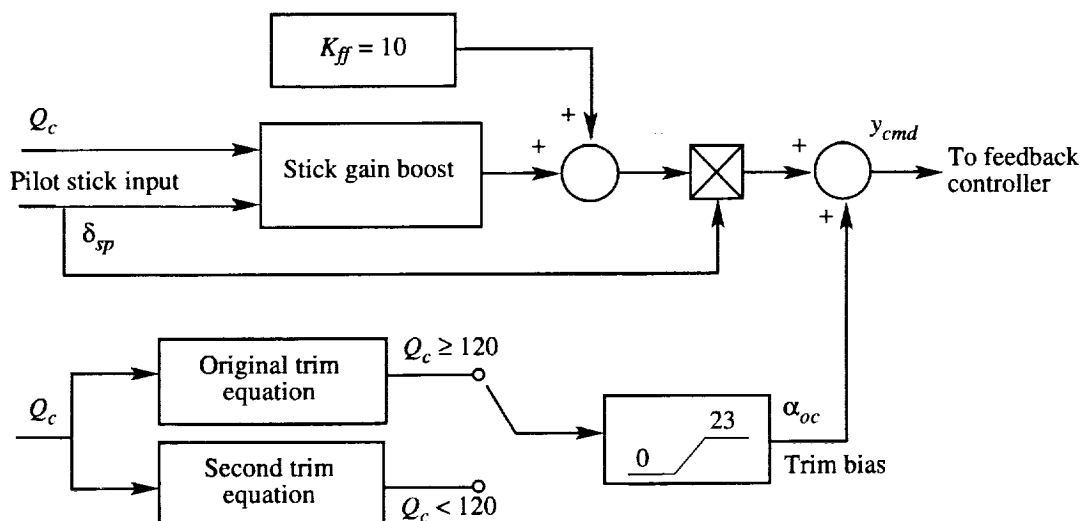 K_ff = 10
Q_c
Stick gain boost
Pilot stick input
δ_sp
+
+
+
+
y_cmd
To feedback
controller
Q_c
Original trim
equation
Q_c ≥ 120
Second trim
equation
Q_c < 120
0
23
α_oc
Trim bias